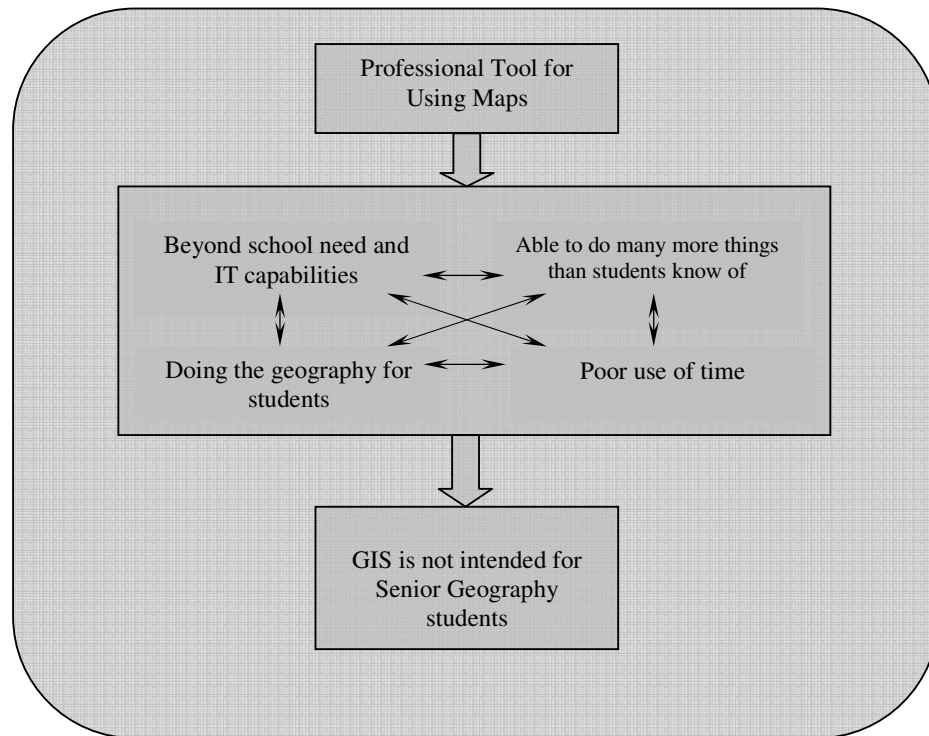 Professional Tool for
Using Maps
Beyond school need and
IT capabilities
Able to do many more things
than students know of
Doing the geography for
students
Poor use of time
GIS is not intended for
Senior Geography
students